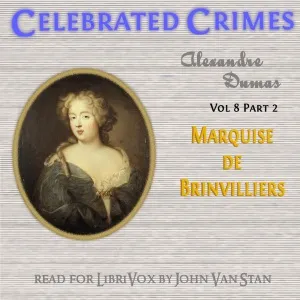 Celebrated Crimes
Alexandre
Dumas
Vol 8 Part 2
Marquise
de
Brinvilliers
read for LibriVox by John Van Stan